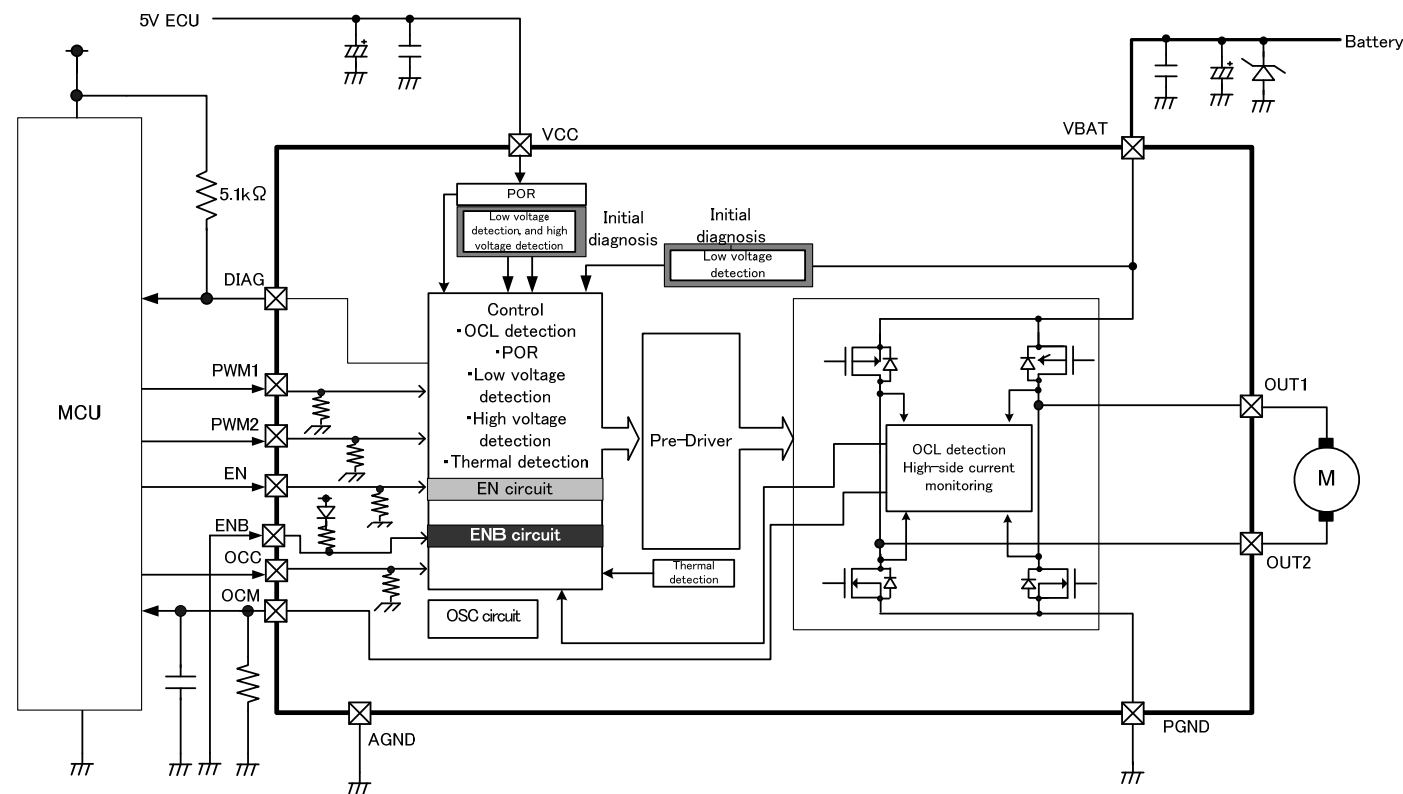 5V ECU
Battery
VCC
VBAT
POR
Low voltage
detection, and high
voltage detection
Initial
diagnosis
Initial
diagnosis
Low voltage
detection
5.1kΩ
DIAG
PWM1
PWM2
EN
ENB
OCC
OCM
MCU
Control
・OCL detection
・POR
・Low voltage
detection
・High voltage
detection
・Thermal detection
EN circuit
ENB circuit
OSC circuit
Pre-Driver
Thermal
detection
OCL detection
High-side current
monitoring
OUT1
M
OUT2
AGND
PGND